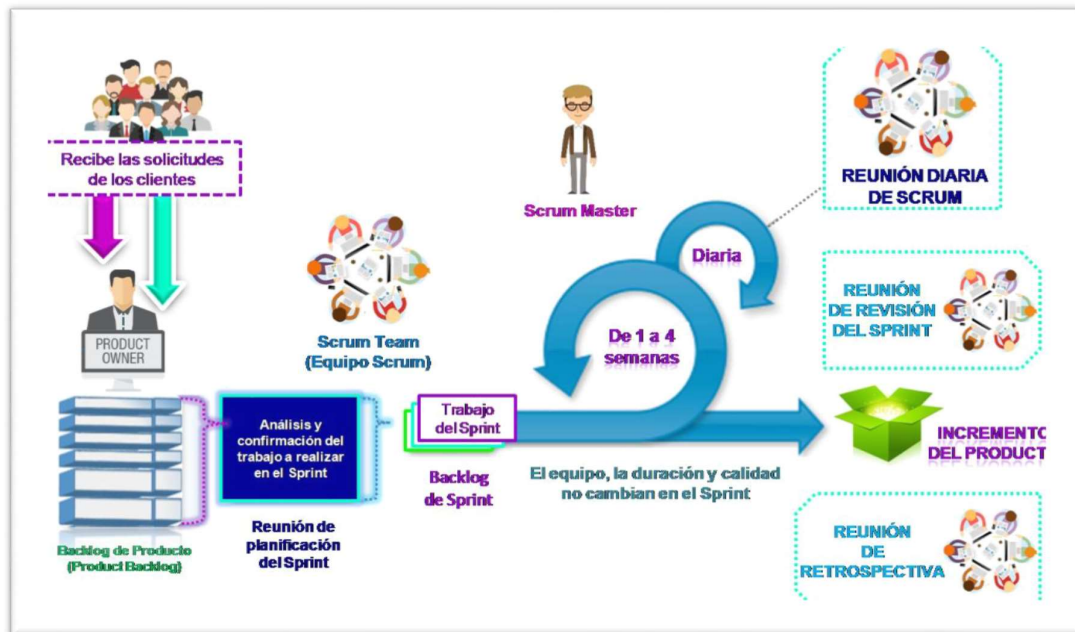 Recibe las solicitudes
de los clientes
PRODUCT
OWNER
Backlog de Producto
(Product Backlog)
Análisis y
confirmación del
trabajo a realizar
en el Sprint
Reunión de
planificación
del Sprint
Scrum Team
(Equipo Scrum)
Trabajo
del Sprint
Backlog
de Sprint
Scrum Master
Diaria
De 1 a 4
semanas
El equipo, la duración y calidad
no cambian en el Sprint
REUNIÓN DIARIA
DE SCRUM
REUNIÓN
DE REVISIÓN
DEL SPRINT
INCREMENTO
DEL PRODUCT
REUNIÓN
DE
RETROSPECTIVA